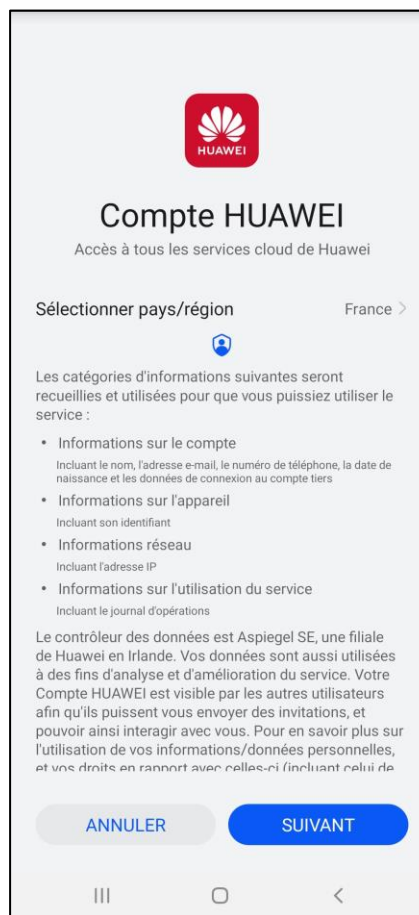 HUAWEI
Compte HUAWEI
Accès à tous les services cloud de Huawei
Sélectionner pays/région France
Les catégories d'informations suivantes seront
recueillies et utilisées pour que vous puissiez utiliser le
service :
• Informations sur le compte
Incluant le nom, l'adresse e-mail, le numéro de téléphone, la date de
naissance et les données de connexion au compte tiers
• Informations sur l'appareil
Incluant son identifiant
• Informations réseau
Incluant l'adresse IP
• Informations sur l'utilisation du service
Incluant le journal d'opérations
Le contrôleur des données est Aspiegel SE, une filiale
de Huawei en Irlande. Vos données sont aussi utilisées
à des fins d'analyse et d'amélioration du service. Votre
Compte HUAWEI est visible par les autres utilisateurs
afin qu'ils puissent vous envoyer des invitations, et
pouvoir ainsi interagir avec vous. Pour en savoir plus sur
l'utilisation de vos informations/données personnelles,
et vos droits en rapport avec celles-ci (incluant celui de
ANNULER SUIVANT